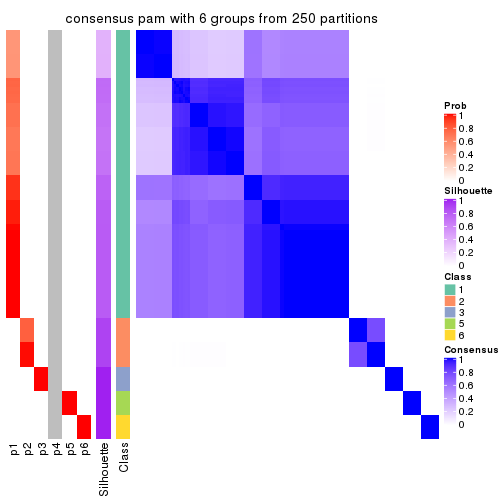 consensus pam with 6 groups from 250 partitions
Prob
1
0.8
0.6
0.4
0.2
0
Silhouette
1
0.8
0.6
0.4
0.2
0
Class
1
2
3
5
6
Consensus
1
0.8
0.6
0.4
0.2
0
p1
p2
p3
p4
p5
p6
Silhouette
Class